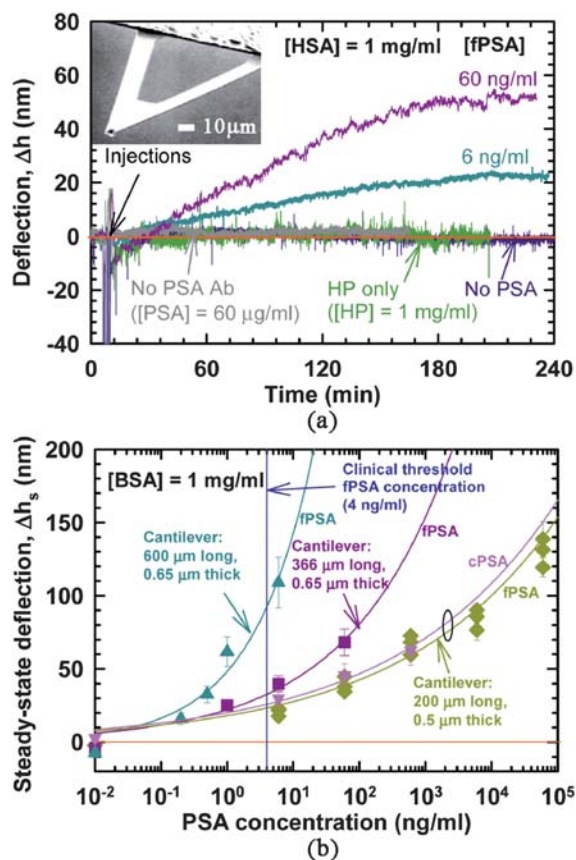 80
60
40
20
0
-20
-40
[HSA] = 1 mg/ml [fPSA]
60 ng/ml
10μm
Injections
6 ng/ml
No PSA Ab
([PSA] = 60 μg/ml)
HP only
([HP] = 1 mg/ml)
No PSA
Deflection, Δh (nm)
0 60 120 180 240
Time (min)
(a)
200
150
100
50
0
[BSA] = 1 mg/ml
Clinical threshold
fPSA concentration
(4 ng/ml)
Cantilever:
600 μm long,
0.65 μm thick
fPSA
Cantilever:
366 μm long,
0.65 μm thick
fPSA
cPSA
fPSA
Cantilever:
200 μm long,
0.5 μm thick
Steady-state deflection, Δhs (nm)
10-2 10-1 100 101 102 103 104 105
PSA concentration (ng/ml)
(b)